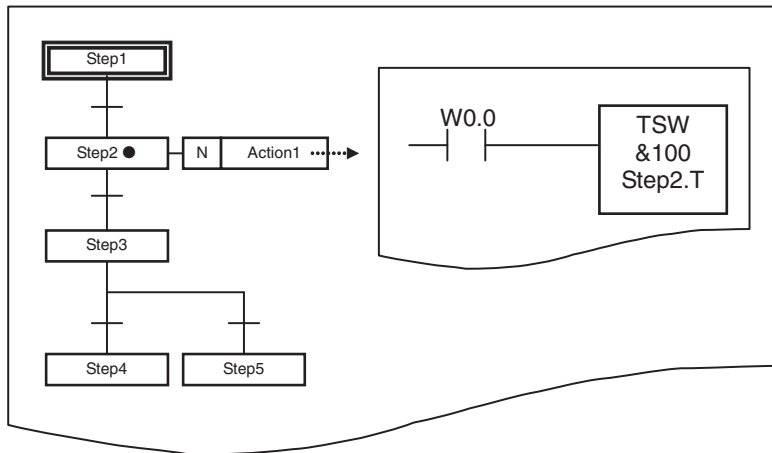 Step1
Step2
N
Action1
Step3
Step4
Step5
W0.0
TSW
&100
Step2.T